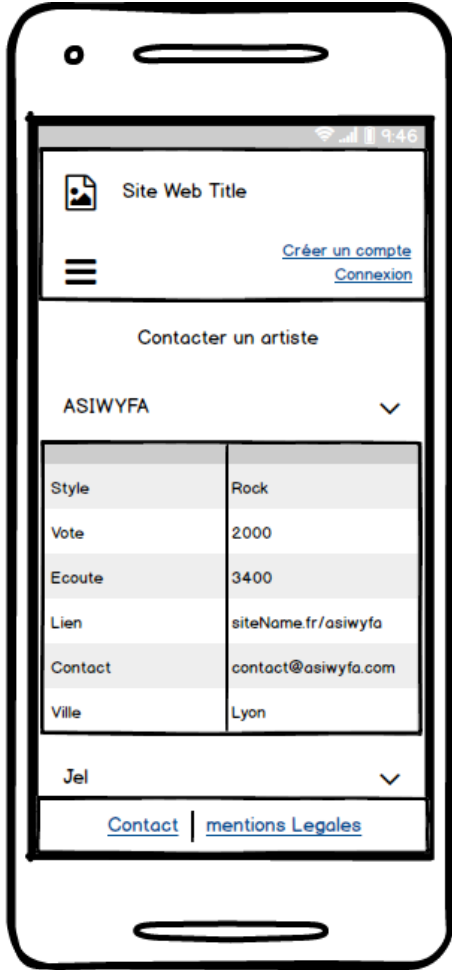 9:46
Site Web Title
Créer un compte
Connexion
Contacter un artiste
ASIWYFA
Style Rock
Vote 2000
Ecoute 3400
Lien siteName.fr/asiwyfa
Contact contact@asiwyfa.com
Ville Lyon
Jel
Contact mentions Legales